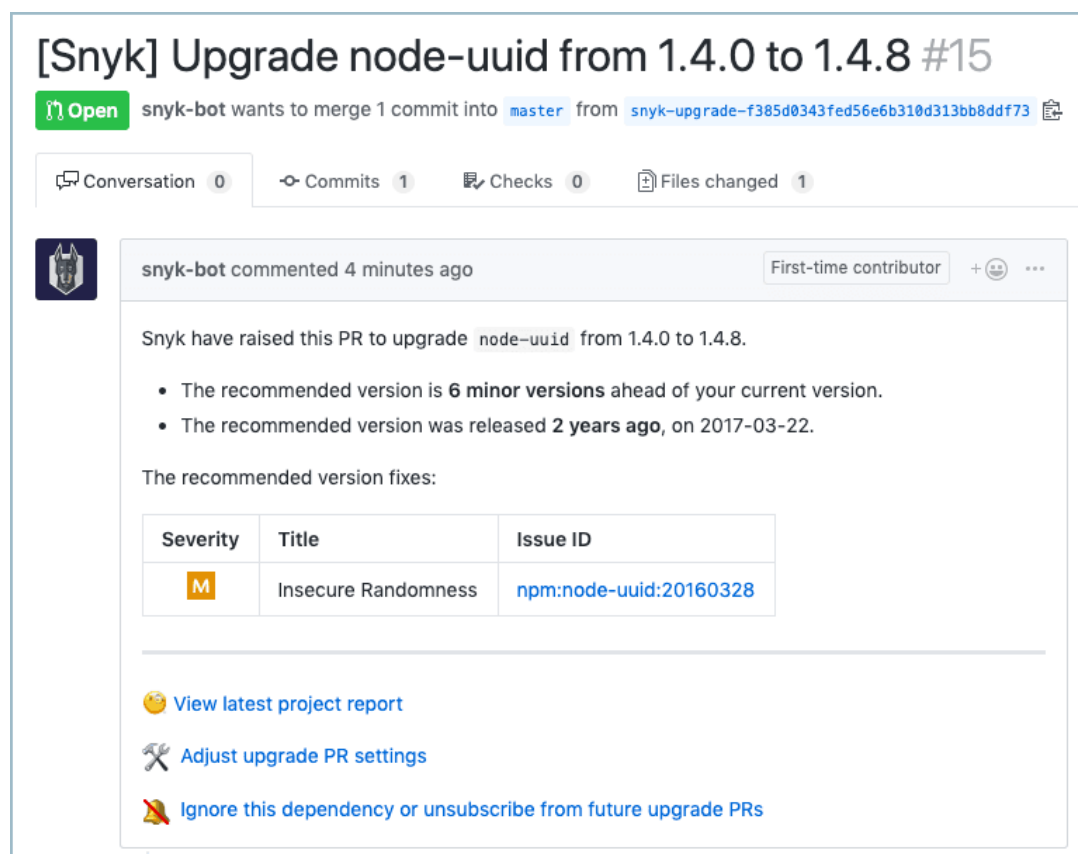 [Snyk] Upgrade node-uuid from 1.4.0 to 1.4.8 #15
Open snyk-bot wants to merge 1 commit into master from snyk-upgrade-f385d0343fed56e6b310d313bb8ddf73
Conversation 0 Commits 1 Checks 0 Files changed 1
snyk-bot commented 4 minutes ago First-time contributor
Snyk have raised this PR to upgrade node-uuid from 1.4.0 to 1.4.8.
• The recommended version is 6 minor versions ahead of your current version.
• The recommended version was released 2 years ago, on 2017-03-22.
The recommended version fixes:
Severity Title Issue ID
M Insecure Randomness npm:node-uuid:20160328
View latest project report
Adjust upgrade PR settings
Ignore this dependency or unsubscribe from future upgrade PRs